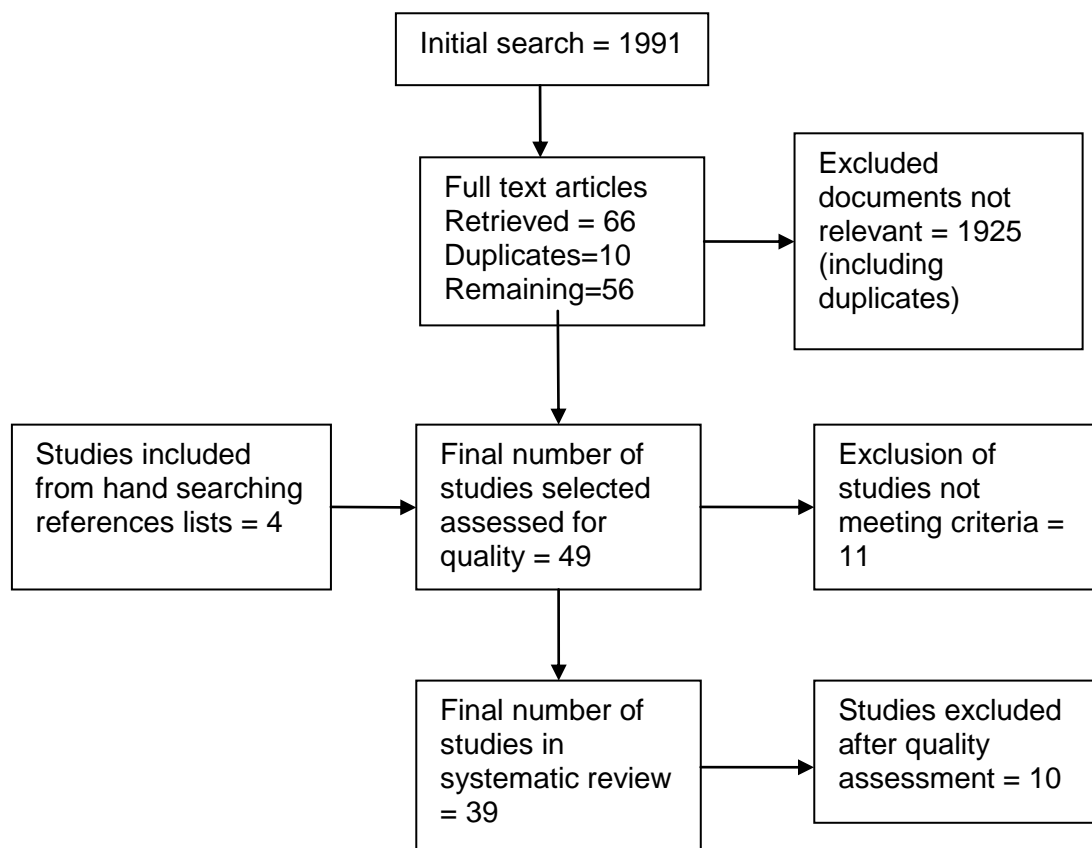 Initial search = 1991
Full text articles
Retrieved = 66
Duplicates=10
Remaining=56
Excluded
documents not
relevant = 1925
(including
duplicates)
Studies included
from hand searching
references lists = 4
Final number of
studies selected
assessed for
quality = 49
Exclusion of
studies not
meeting criteria =
11
Final number of
studies in
systematic review
= 39
Studies excluded
after quality
assessment = 10